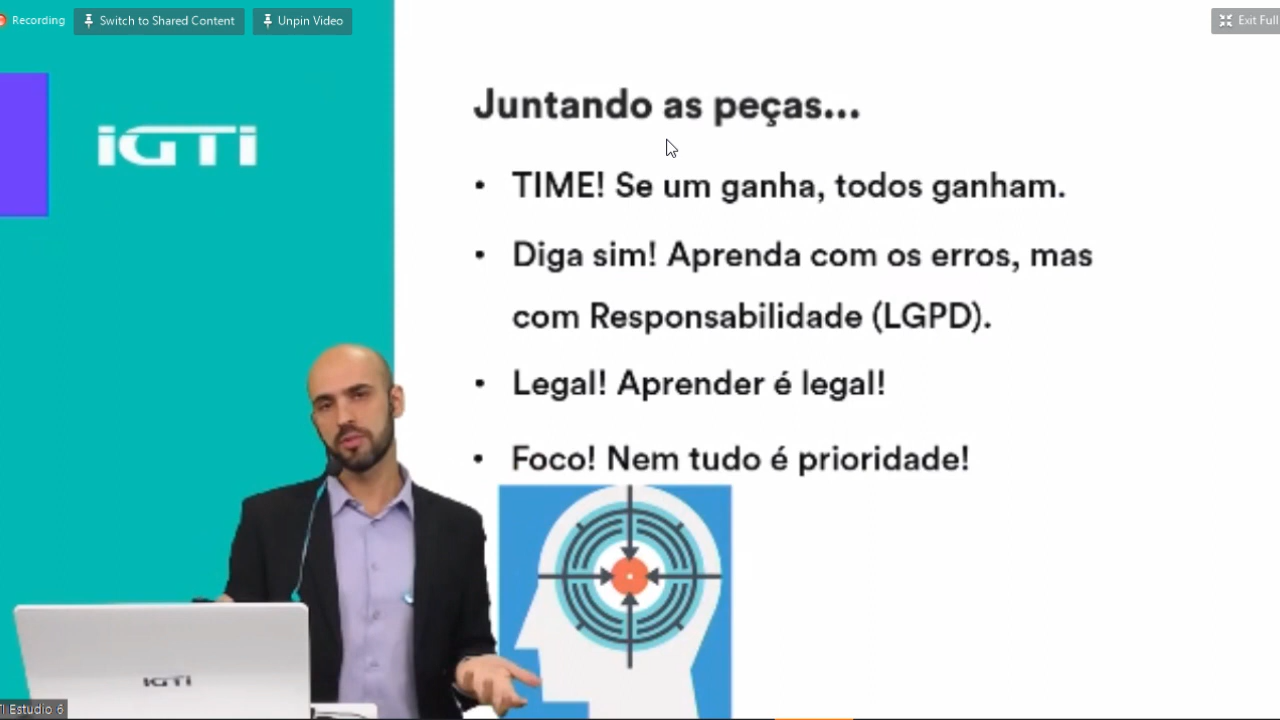 Recording
Switch to Shared Content
Unpin Video
Exit Full
iGTi
Juntando as peças...
• TIME! Se um ganha, todos ganham.
• Diga sim! Aprenda com os erros, mas
com Responsabilidade (LGPD).
• Legal! Aprender é legal!
• Foco! Nem tudo é prioridade!
iGTi
TI Estudio 6